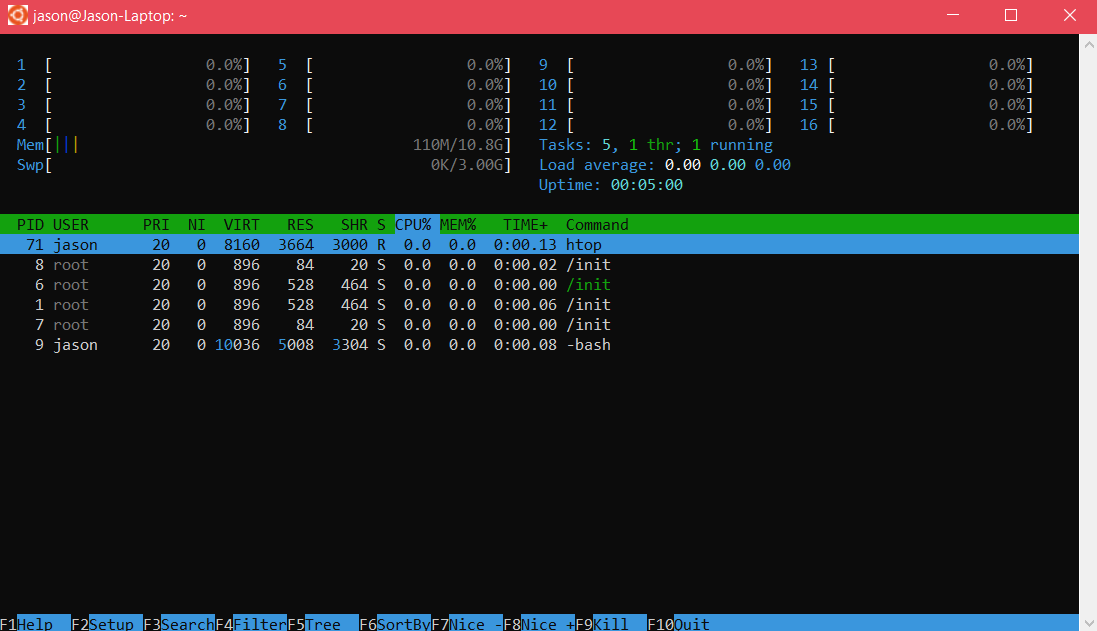 jason@Jason-Laptop: ~
1 [ 0.0%] 5 [ 0.0%] 9 [ 0.0%] 13 [ 0.0%]
2 [ 0.0%] 6 [ 0.0%] 10 [ 0.0%] 14 [ 0.0%]
3 [ 0.0%] 7 [ 0.0%] 11 [ 0.0%] 15 [ 0.0%]
4 [ 0.0%] 8 [ 0.0%] 12 [ 0.0%] 16 [ 0.0%]
Mem[||| 110M/10.8G] Tasks: 5, 1 thr; 1 running
Swp[ 0K/3.00G] Load average: 0.00 0.00 0.00
Uptime: 00:05:00
PID USER PRI NI VIRT RES SHR S CPU% MEM% TIME+ Command
71 jason 20 0 8160 3664 3000 R 0.0 0.0 0:00.13 htop
8 root 20 0 896 84 20 S 0.0 0.0 0:00.02 /init
6 root 20 0 896 528 464 S 0.0 0.0 0:00.00 /init
1 root 20 0 896 528 464 S 0.0 0.0 0:00.06 /init
7 root 20 0 896 84 20 S 0.0 0.0 0:00.00 /init
9 jason 20 0 10036 5008 3304 S 0.0 0.0 0:00.08 -bash
F1Help F2Setup F3SearchF4FilterF5Tree F6SortByF7Nice -F8Nice +F9Kill F10Quit